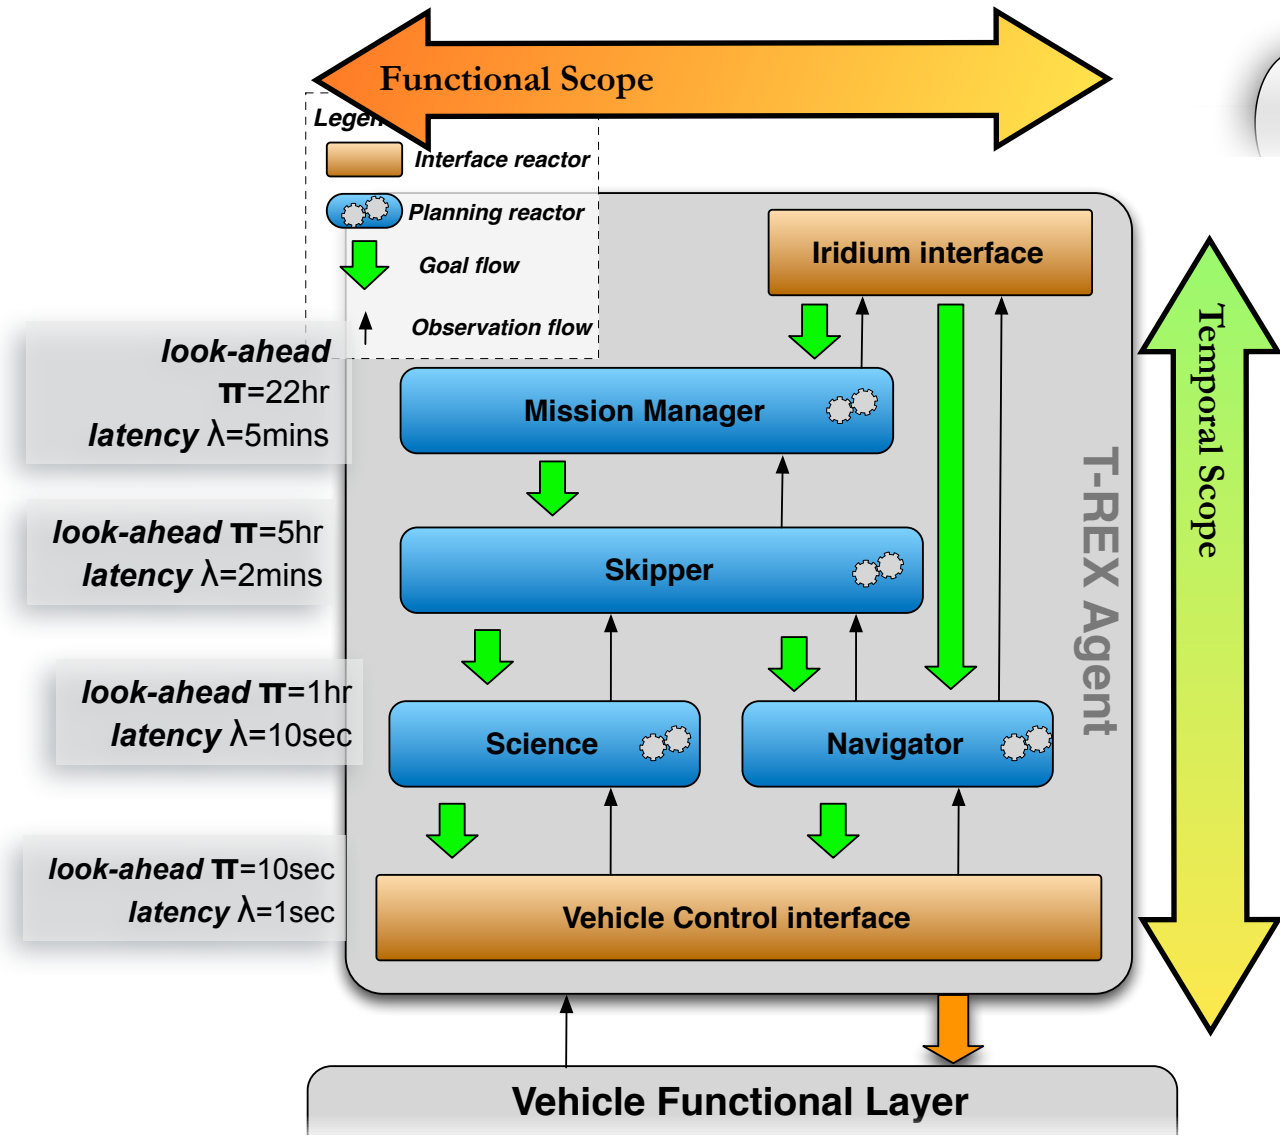 Functional Scope
Legen
Interface reactor
Planning reactor
Goal flow
Observation flow
Iridium interface
look-ahead
π=22hr
latency λ=5mins
Mission Manager
look-ahead π=5hr
latency λ=2mins
Skipper
look-ahead π=1hr
latency λ=10sec
Science
Navigator
look-ahead π=10sec
latency λ=1sec
Vehicle Control interface
T-REX Agent
Temporal Scope
Vehicle Functional Layer